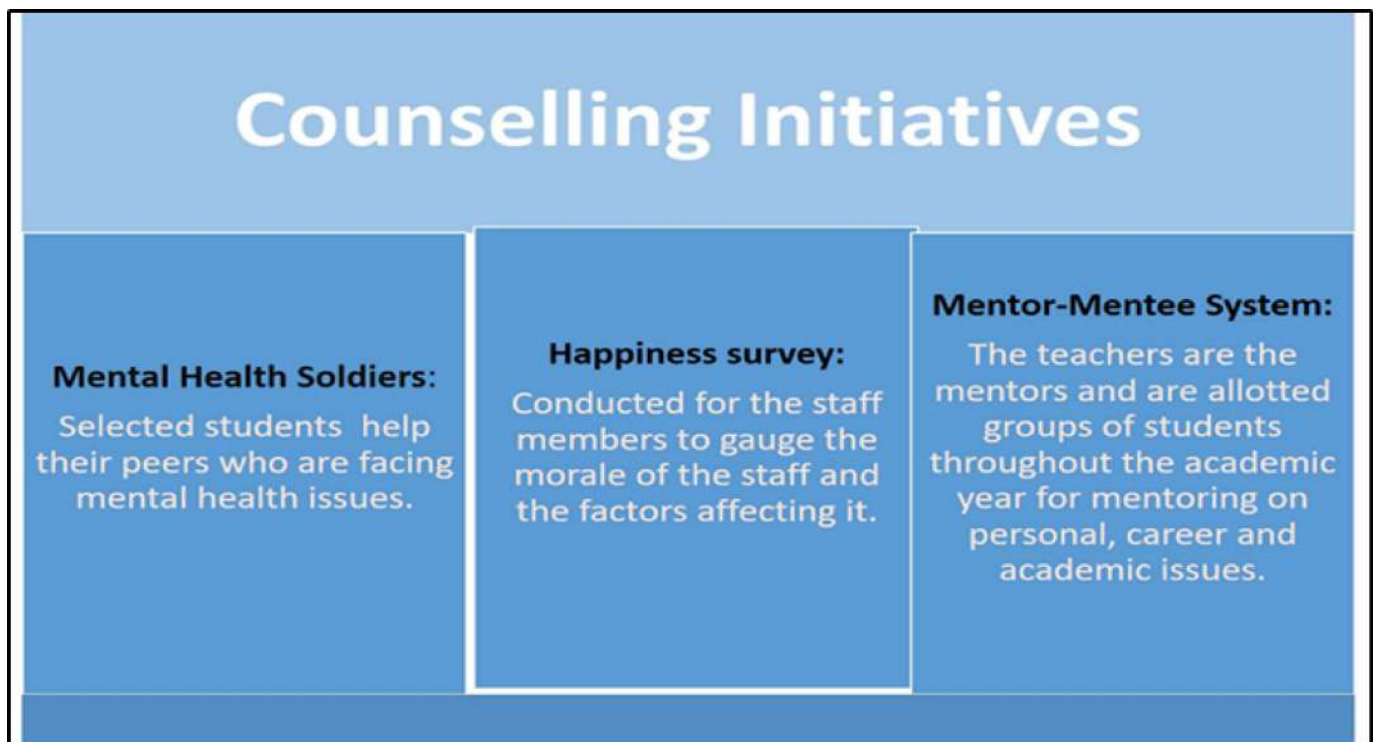 Counselling Initiatives
Mental Health Soldiers:
Selected students help
their peers who are facing
mental health issues.
Happiness survey:
Conducted for the staff
members to gauge the
morale of the staff and
the factors affecting it.
Mentor-Mentee System:
The teachers are the
mentors and are allotted
groups of students
throughout the academic
year for mentoring on
personal, career and
academic issues.